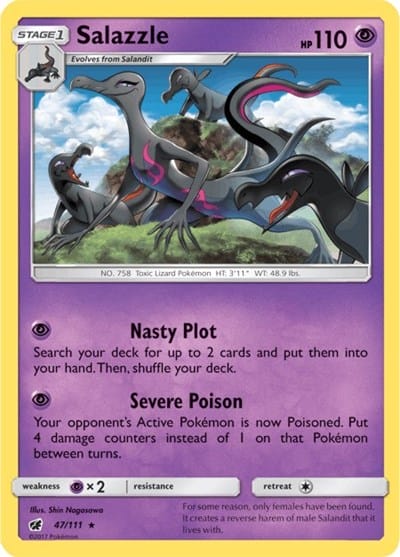 STAGE1 Salazzle HP110
Evolves from Salandit
NO. 758 Toxic Lizard Pokémon HT: 3'11" WT: 48.9 lbs.
Nasty Plot
Search your deck for up to 2 cards and put them into
your hand. Then, shuffle your deck.
Severe Poison
Your opponent's Active Pokémon is now Poisoned. Put
4 damage counters instead of 1 on that Pokémon
between turns.
weakness ×2 resistance retreat
Illus. Shin Nagasawa
47/111 ★
©2017 Pokémon
For some reason, only females have been found.
It creates a reverse harem of male Salandit that it
lives with.